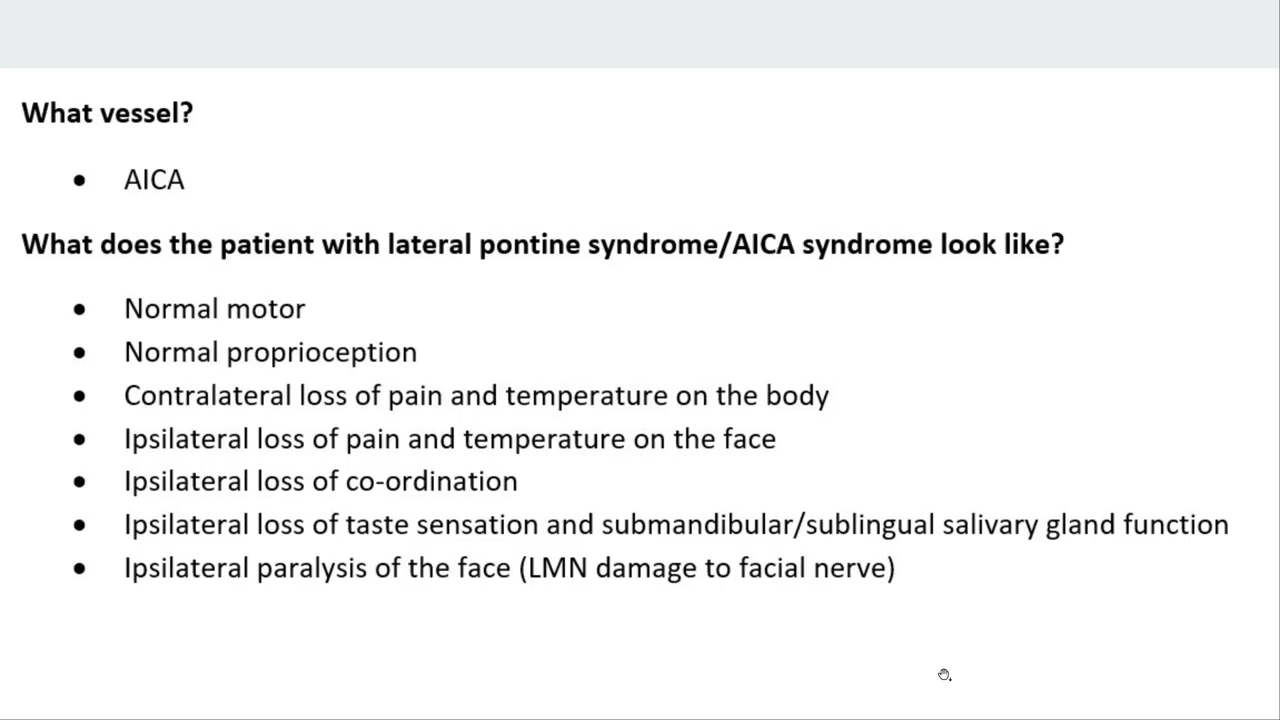 What vessel?
• AICA
What does the patient with lateral pontine syndrome/AICA syndrome look like?
• Normal motor
• Normal proprioception
• Contralateral loss of pain and temperature on the body
• Ipsilateral loss of pain and temperature on the face
• Ipsilateral loss of co-ordination
• Ipsilateral loss of taste sensation and submandibular/sublingual salivary gland function
• Ipsilateral paralysis of the face (LMN damage to facial nerve)